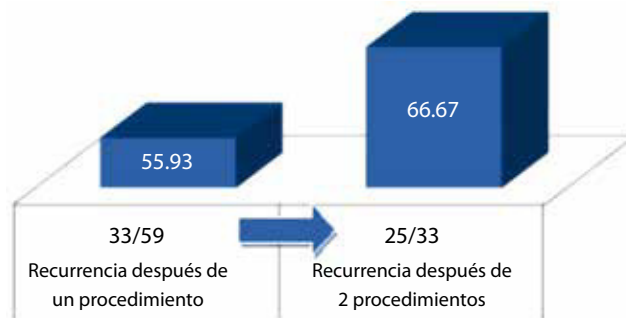 55.93
66.67
33/59
Recurrencia después de
un procedimiento
25/33
Recurrencia después de
2 procedimientos